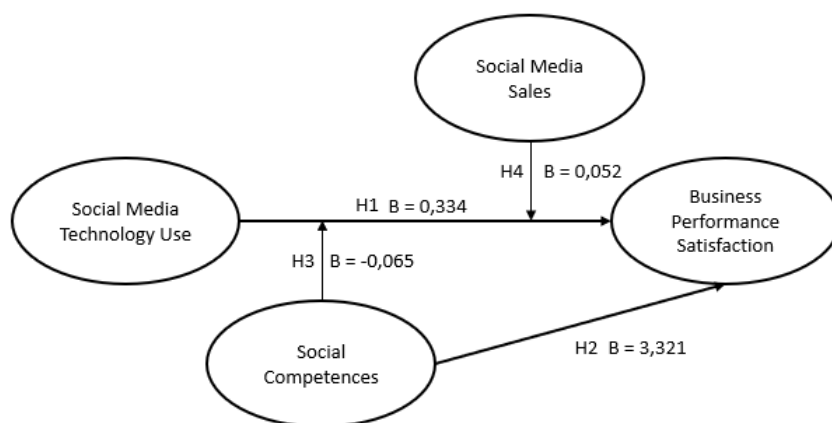 Social Media
Sales
H4 B = 0,052
Social Media
Technology Use
H1 B = 0,334
Business
Performance
Satisfaction
H3 B = -0,065
Social
Competences
H2 B = 3,321